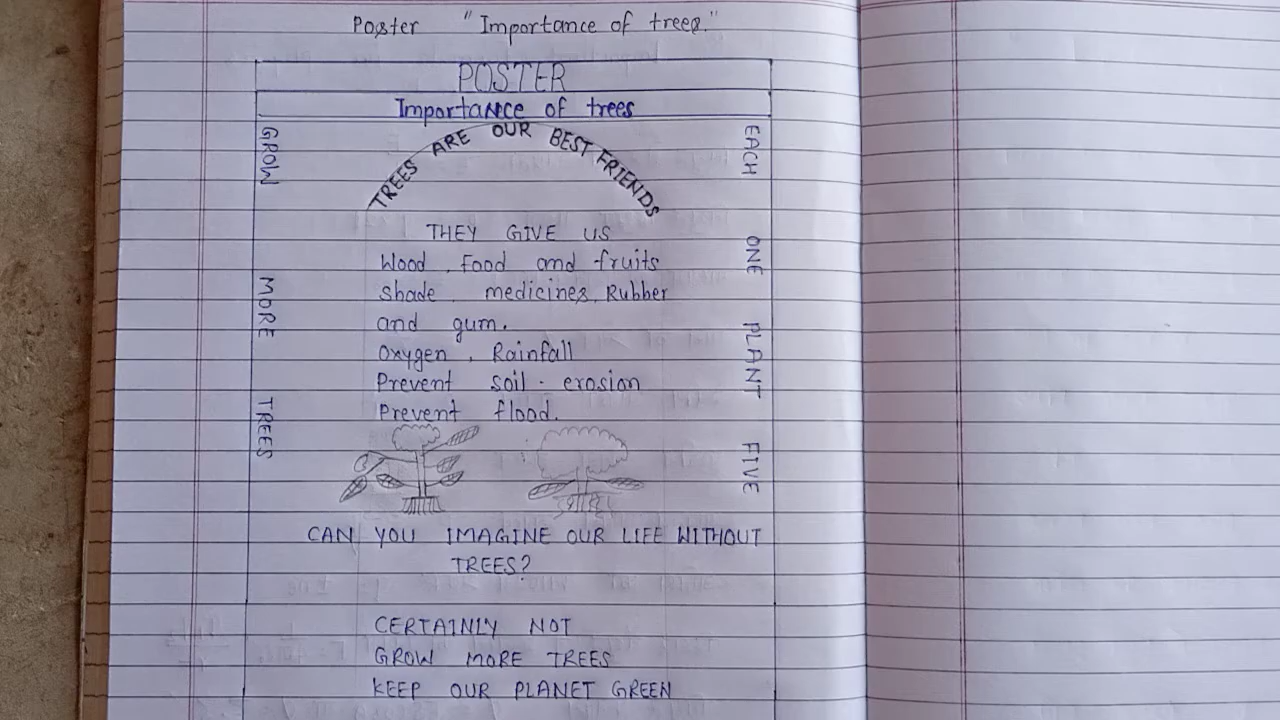 Poster "Importance of trees."
POSTER
Importance of trees
TREES ARE OUR BEST FRIENDS
GROW MORE TREES
EACH ONE PLANT FIVE
THEY GIVE US
Wood, Food and fruits
Shade, medicines, Rubber
and gum.
Oxygen, Rainfall
Prevent soil - erosion
Prevent flood.
CAN YOU IMAGINE OUR LIFE WITHOUT
TREES?
CERTAINLY NOT
GROW MORE TREES
KEEP OUR PLANET GREEN